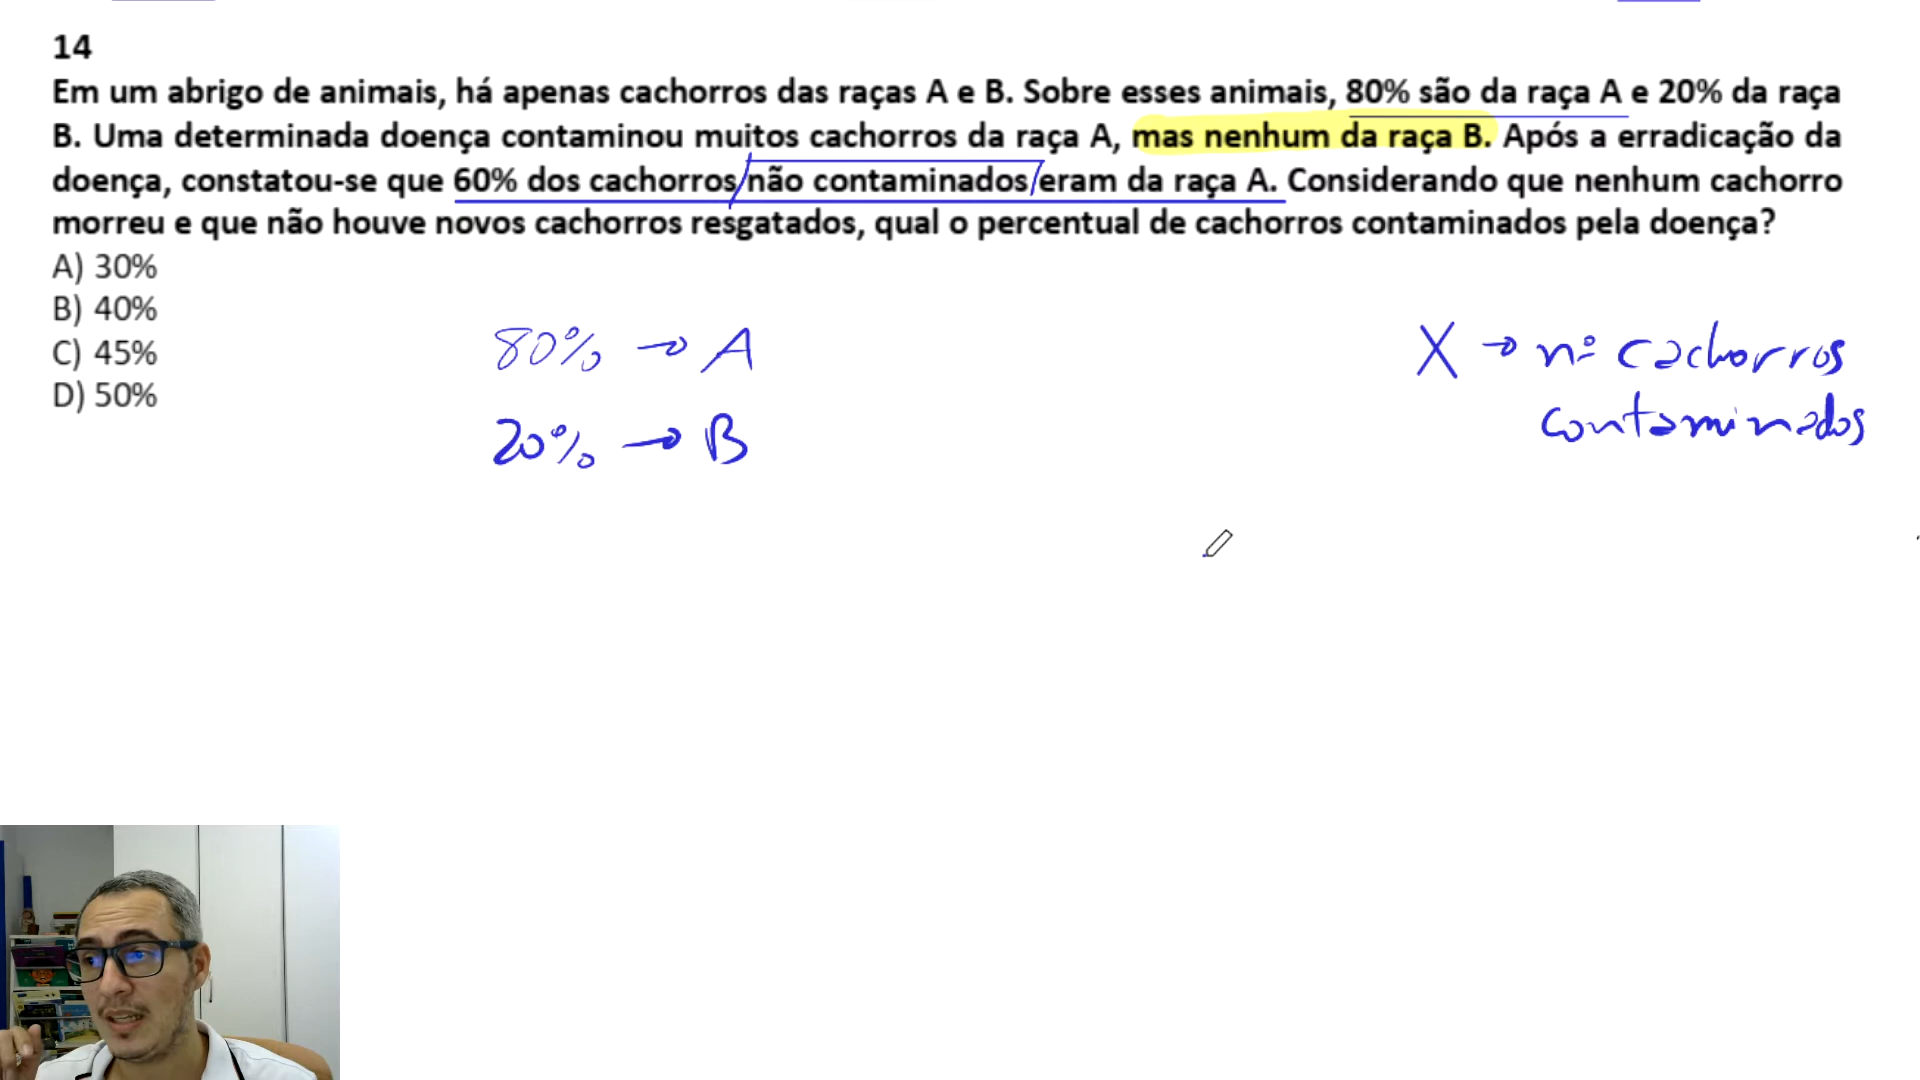 14
Em um abrigo de animais, há apenas cachorros das raças A e B. Sobre esses animais, 80% são da raça A e 20% da raça
B. Uma determinada doença contaminou muitos cachorros da raça A, mas nenhum da raça B. Após a erradicação da
doença, constatou-se que 60% dos cachorros não contaminados eram da raça A. Considerando que nenhum cachorro
morreu e que não houve novos cachorros resgatados, qual o percentual de cachorros contaminados pela doença?
A) 30%
B) 40%
C) 45%
D) 50%
80% → A
20% → B
X → nº cachorros
contaminados